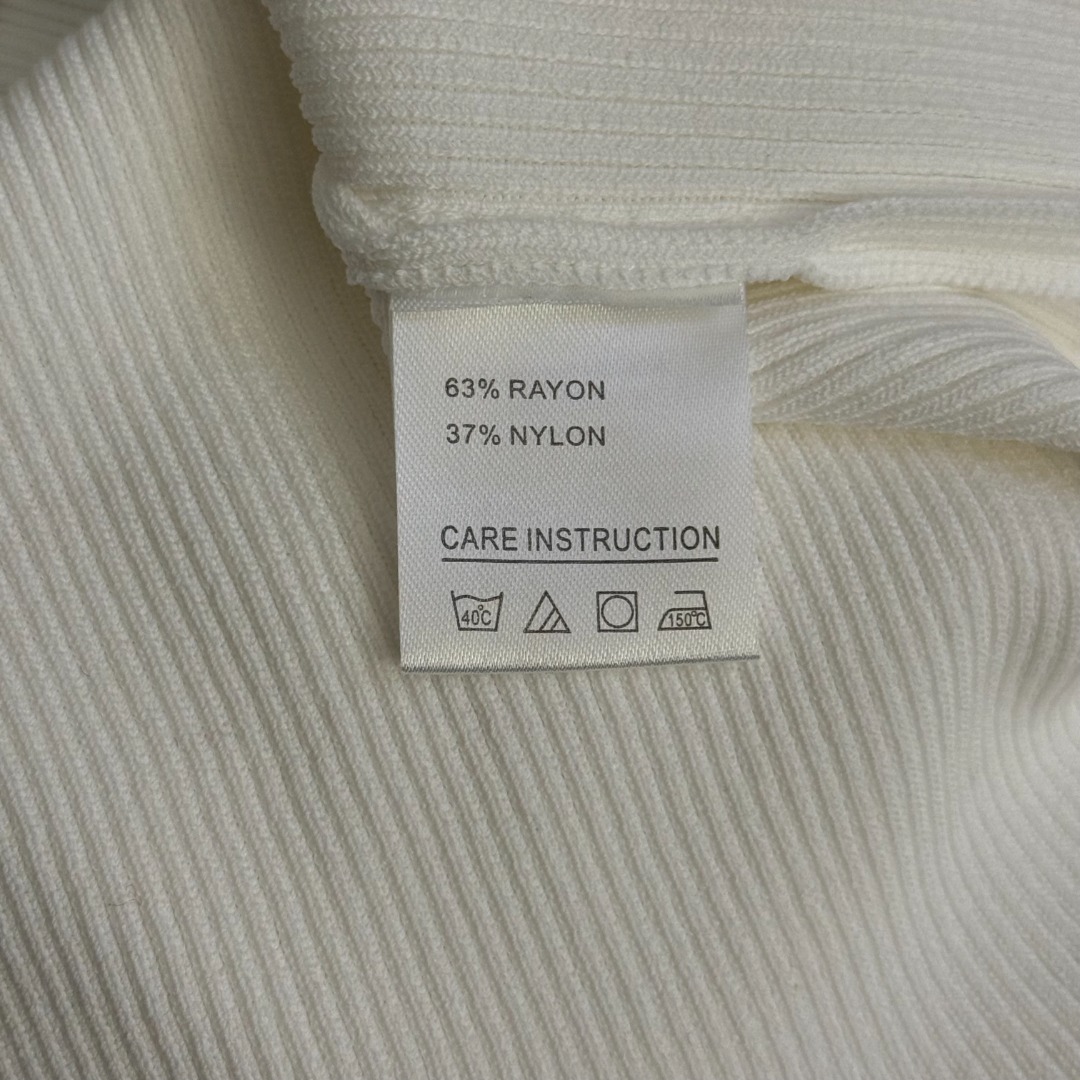 63% RAYON
37% NYLON
CARE INSTRUCTION
40℃ 150℃